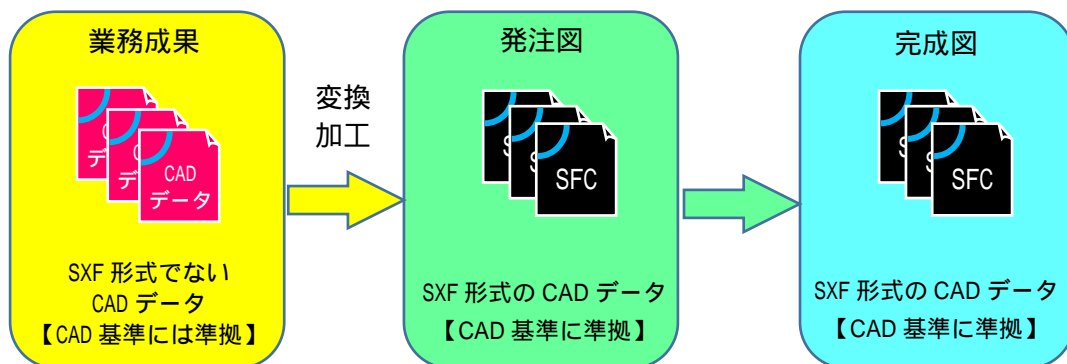 業務成果
CAD
データ
SXF 形式でない
CAD データ
【CAD 基準には準拠】
変換
加工
発注図
SFC
SXF 形式の CAD データ
【CAD 基準に準拠】
完成図
SFC
SXF 形式の CAD データ
【CAD 基準に準拠】